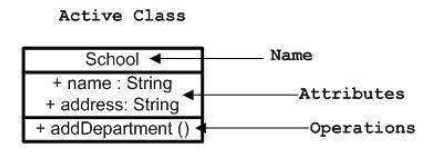 Active Class
School
Name
+ name : String
+ address: String
Attributes
+ addDepartment ()
Operations